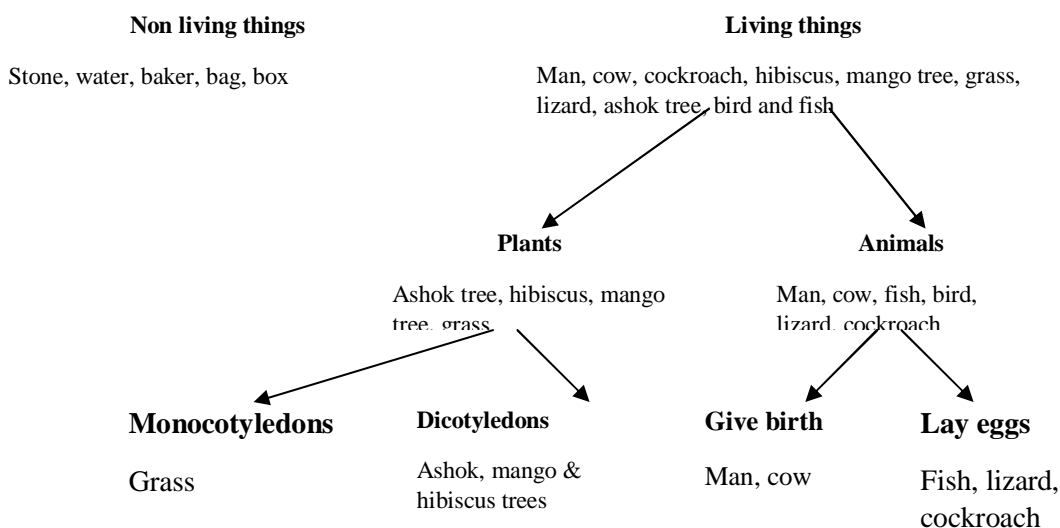 Non living things
Living things
Stone, water, baker, bag, box
Man, cow, cockroach, hibiscus, mango tree, grass,
lizard, ashok tree, bird and fish
Plants
Animals
Ashok tree, hibiscus, mango
tree, grass
Man, cow, fish, bird,
lizard, cockroach
Monocotyledons
Dicotyledons
Give birth
Lay eggs
Grass
Ashok, mango &
hibiscus trees
Man, cow
Fish, lizard,
cockroach